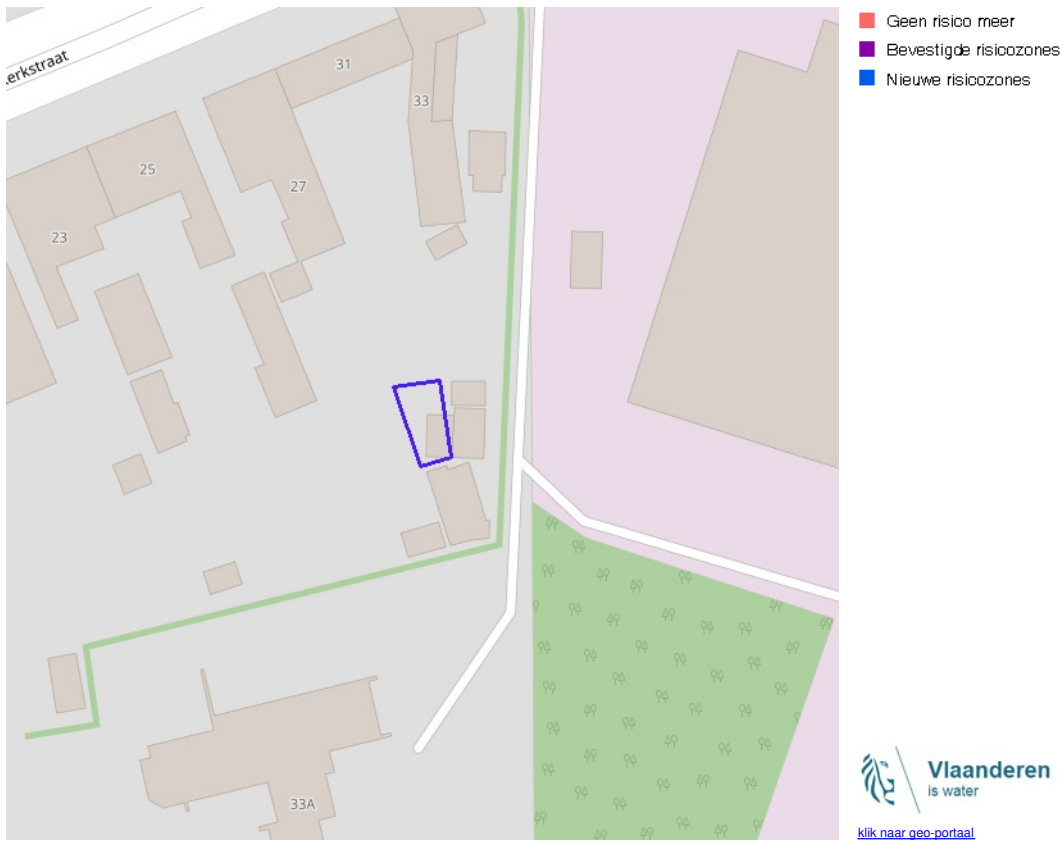 erkstraat
31
33
25
27
23
33A
Geen risico meer
Bevestigde risicozones
Nieuwe risicozones
Vlaanderen
is water
klik naar geo-portaal